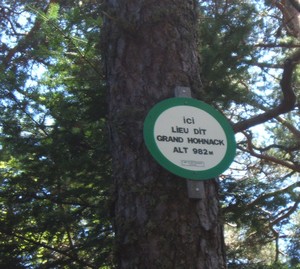 ici
LIEU DIT
GRAND HOHNACK
ALT 982m